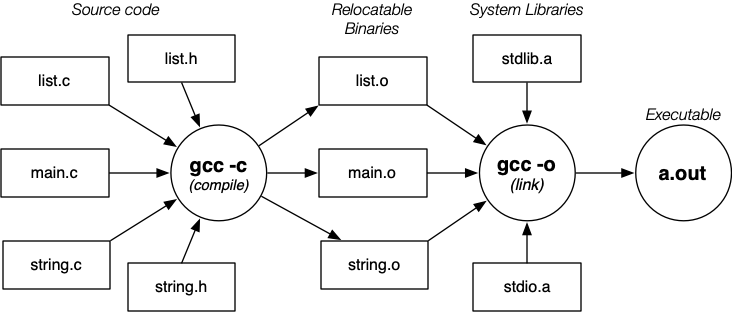 Source code
Relocatable
Binaries
System Libraries
list.c
list.h
list.o
stdlib.a
Executable
main.c
gcc -c
(compile)
main.o
gcc -o
(link)
a.out
string.c
string.h
string.o
stdio.a